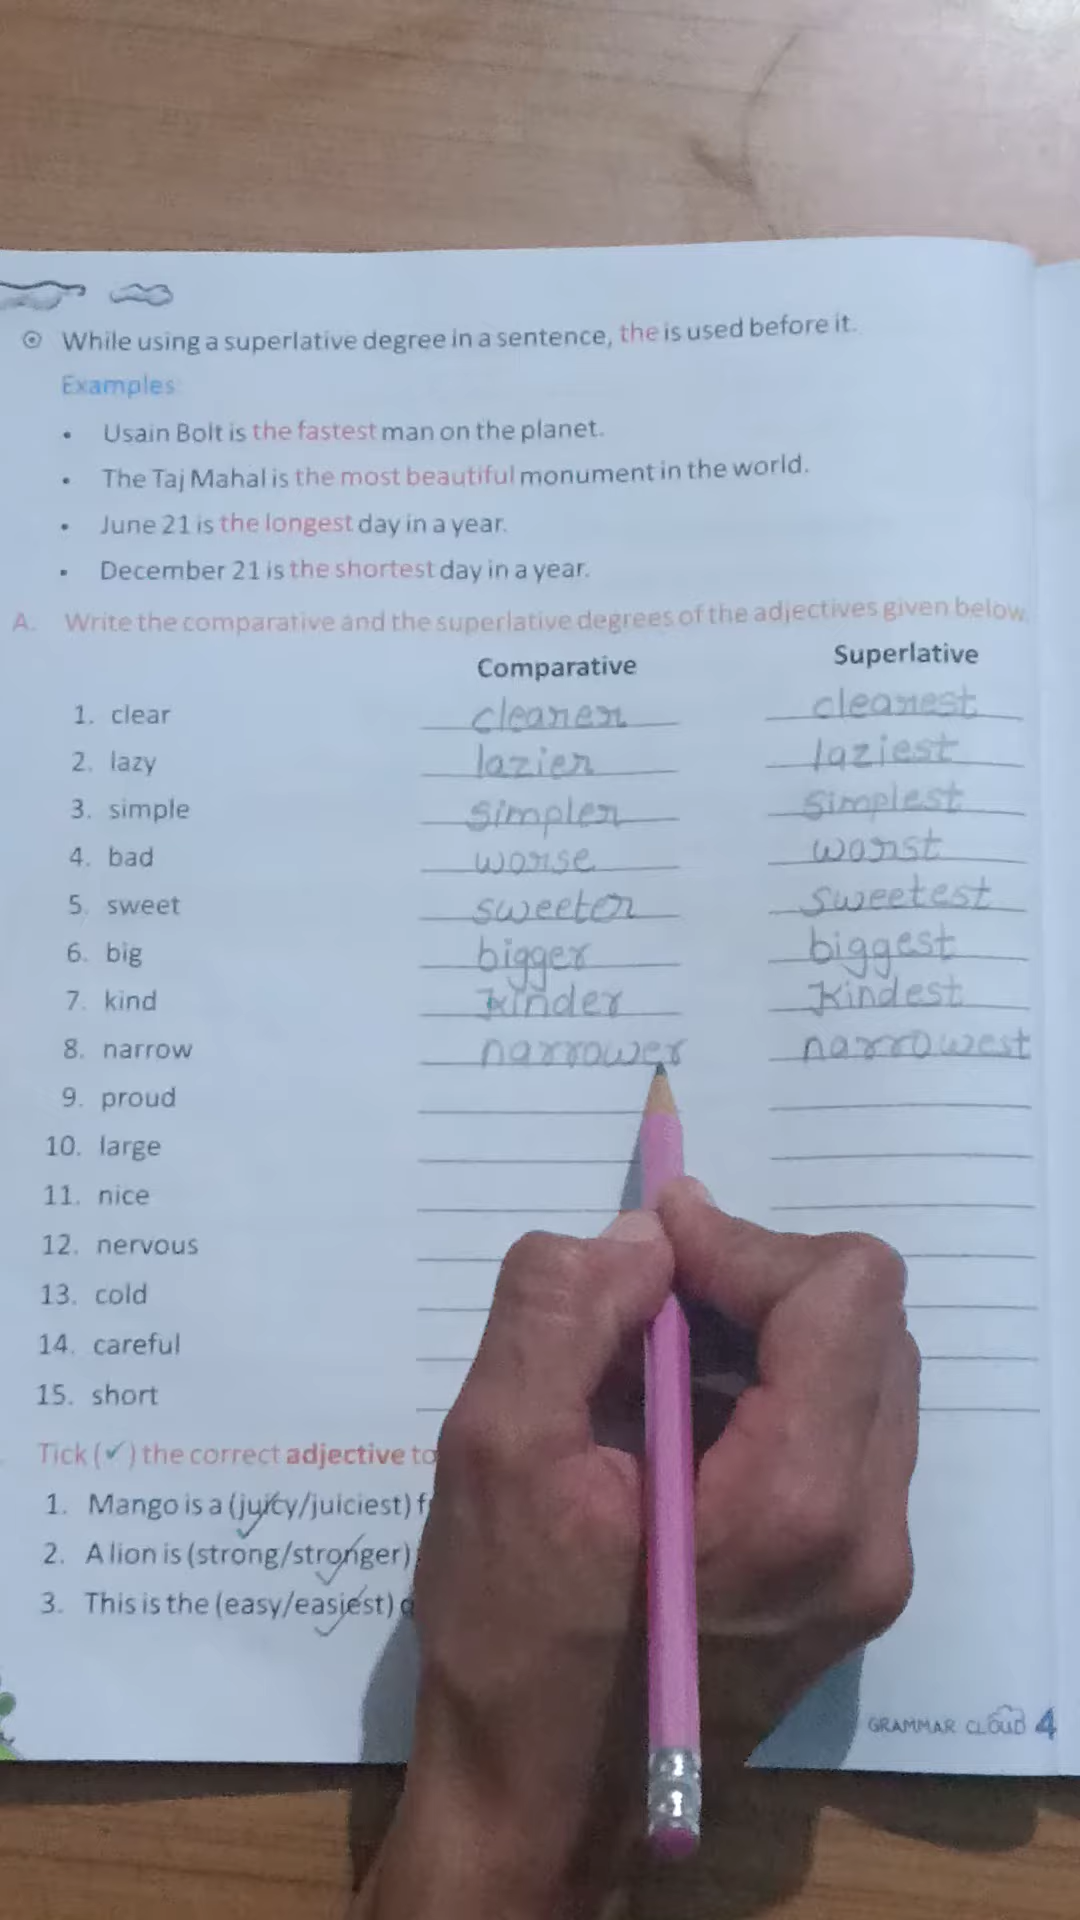 While using a superlative degree in a sentence, the is used before it.
Examples:
• Usain Bolt is the fastest man on the planet.
• The Taj Mahal is the most beautiful monument in the world.
• June 21 is the longest day in a year.
• December 21 is the shortest day in a year.
A. Write the comparative and the superlative degrees of the adjectives given below
Comparative Superlative
1. clear clearer clearest
2. lazy lazier laziest
3. simple simpler simplest
4. bad worse worst
5. sweet sweeter sweetest
6. big bigger biggest
7. kind kinder kindest
8. narrow narrower narrowest
9. proud
10. large
11. nice
12. nervous
13. cold
14. careful
15. short
Tick (✓) the correct adjective to
1. Mango is a (juicy/juiciest)
2. A lion is (strong/stronger)
3. This is the (easy/easiest)
GRAMMAR CLOUD 4